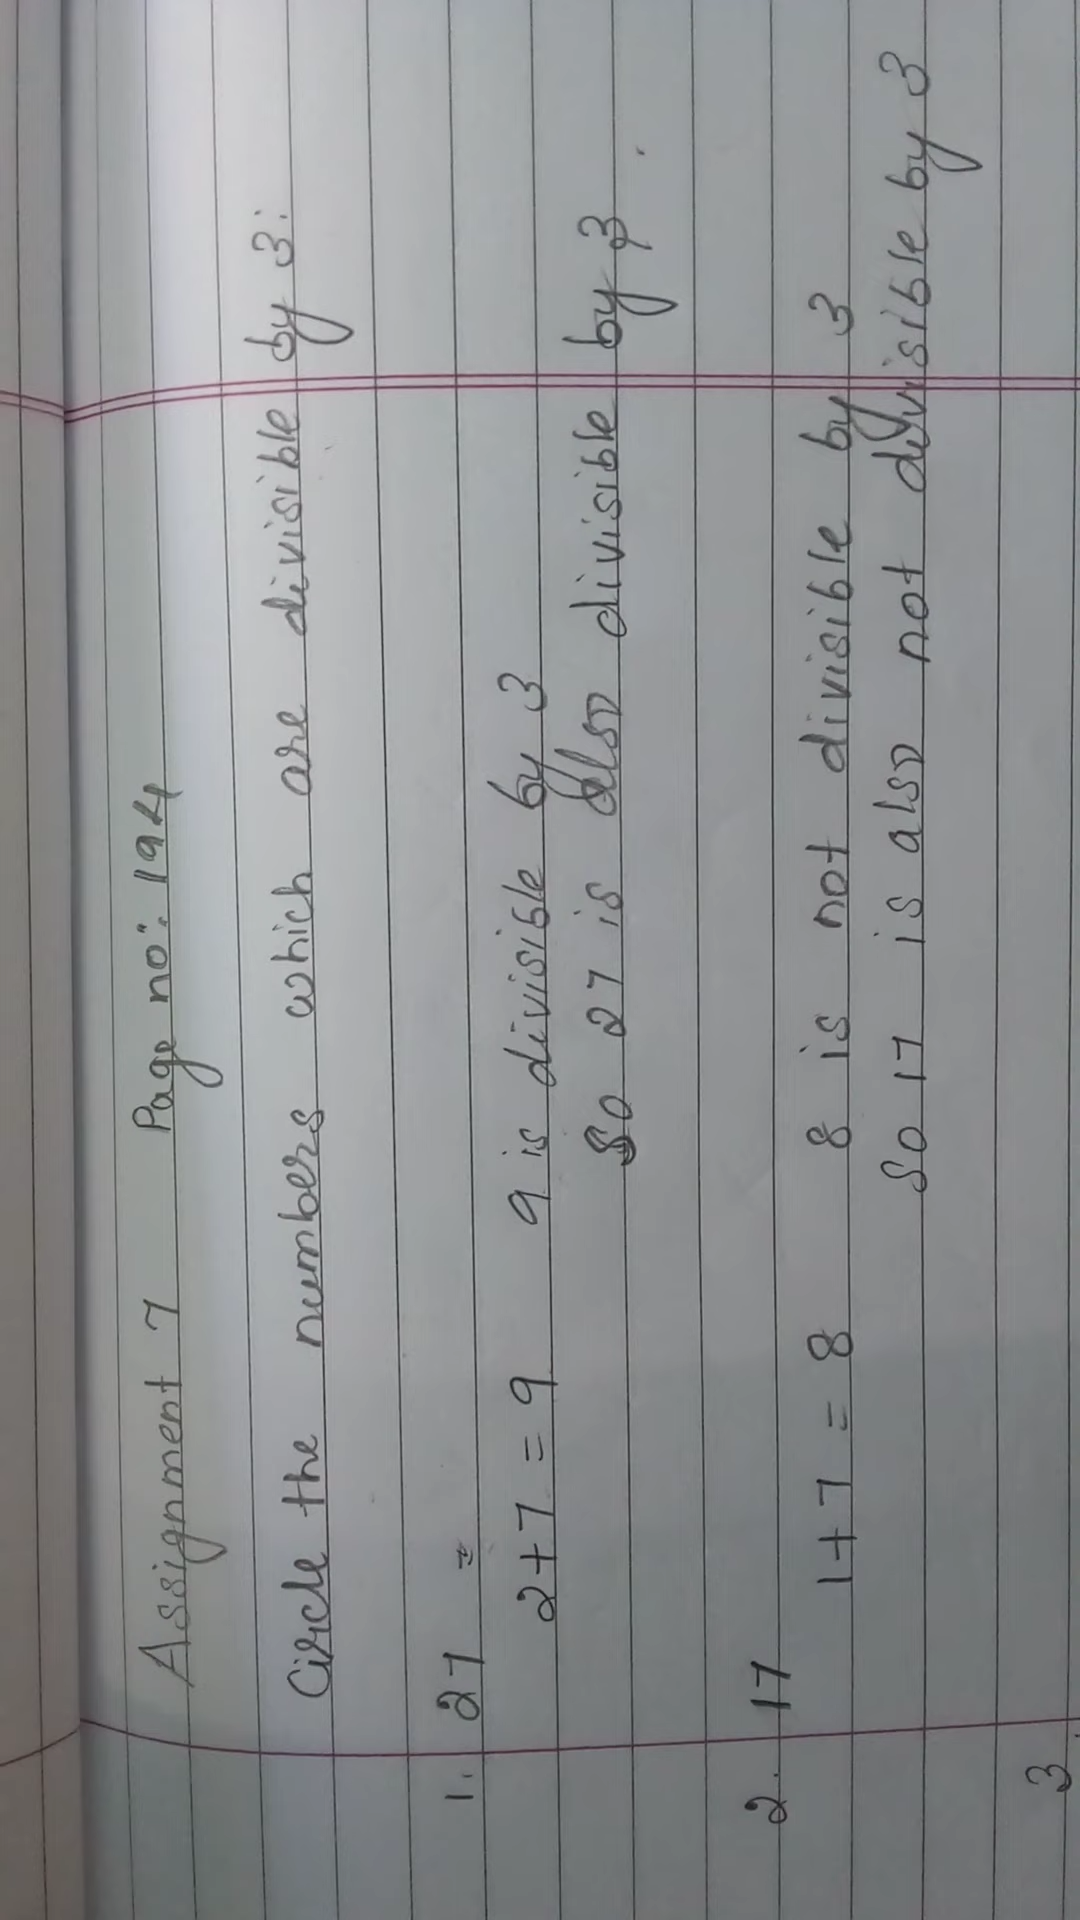 Assignment 7 Page no: 194
Circle the numbers which are divisible by 3:
1. 27 =
2+7 = 9 9 is divisible by 3
So 27 is also divisible by 3
2. 17
1+7 = 8 8 is not divisible by 3
So 17 is also not divisible by 3
3